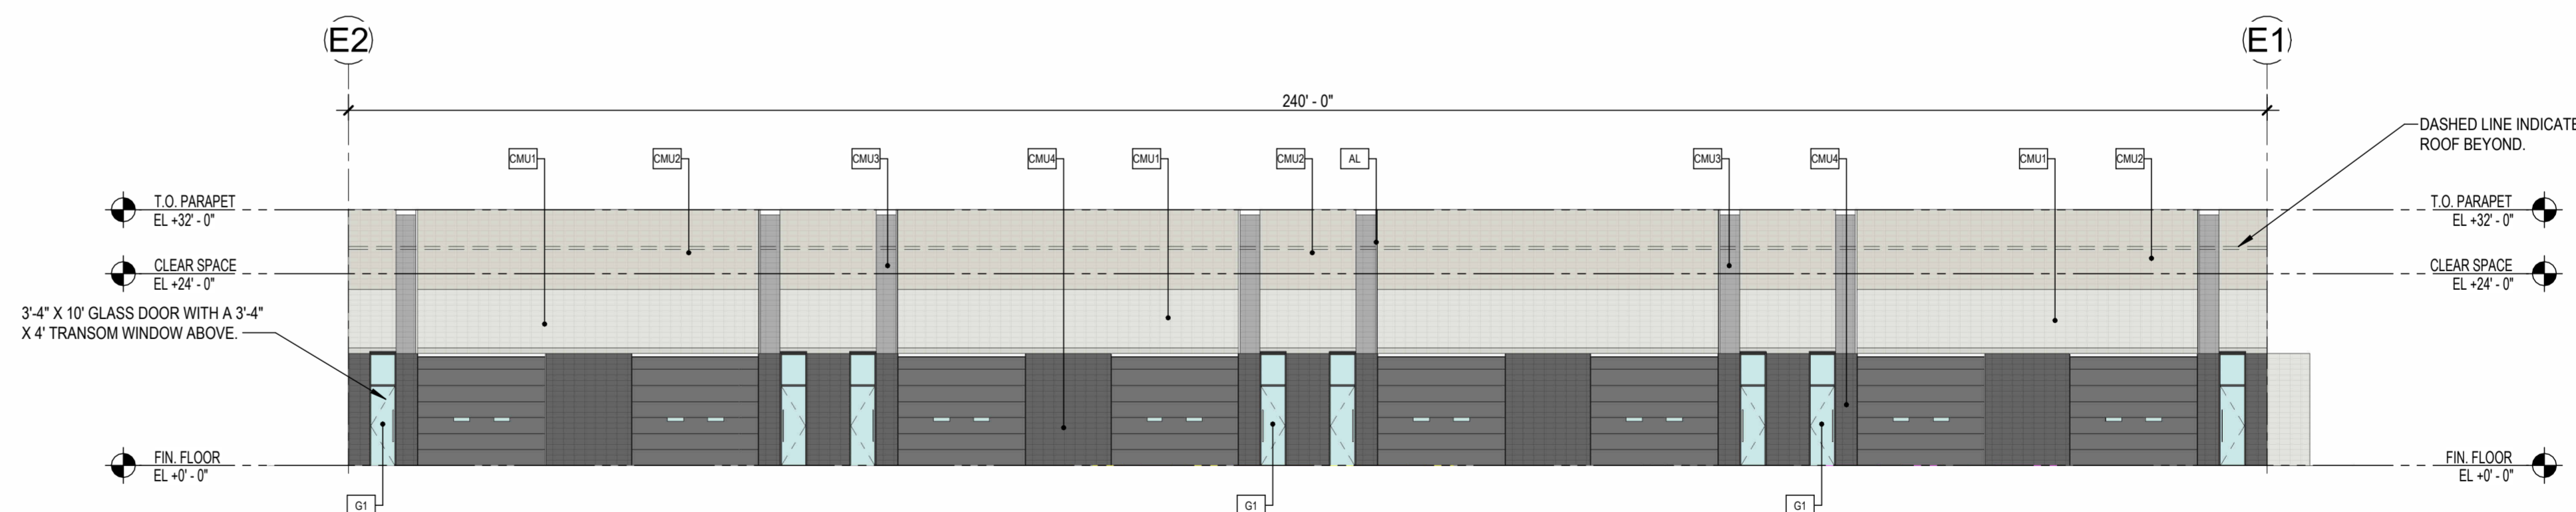 (E2)
(E1)
240' - 0"
DASHED LINE INDICATE
ROOF BEYOND.
CMU1
CMU2
CMU3
CMU4
CMU1
CMU2
AL
CMU3
CMU4
CMU1
CMU2
T.O. PARAPET
EL +32' - 0"
T.O. PARAPET
EL +32' - 0"
CLEAR SPACE
EL +24' - 0"
CLEAR SPACE
EL +24' - 0"
3'-4" X 10' GLASS DOOR WITH A 3'-4"
X 4' TRANSOM WINDOW ABOVE.
FIN. FLOOR
EL +0' - 0"
FIN. FLOOR
EL +0' - 0"
G1
G1
G1